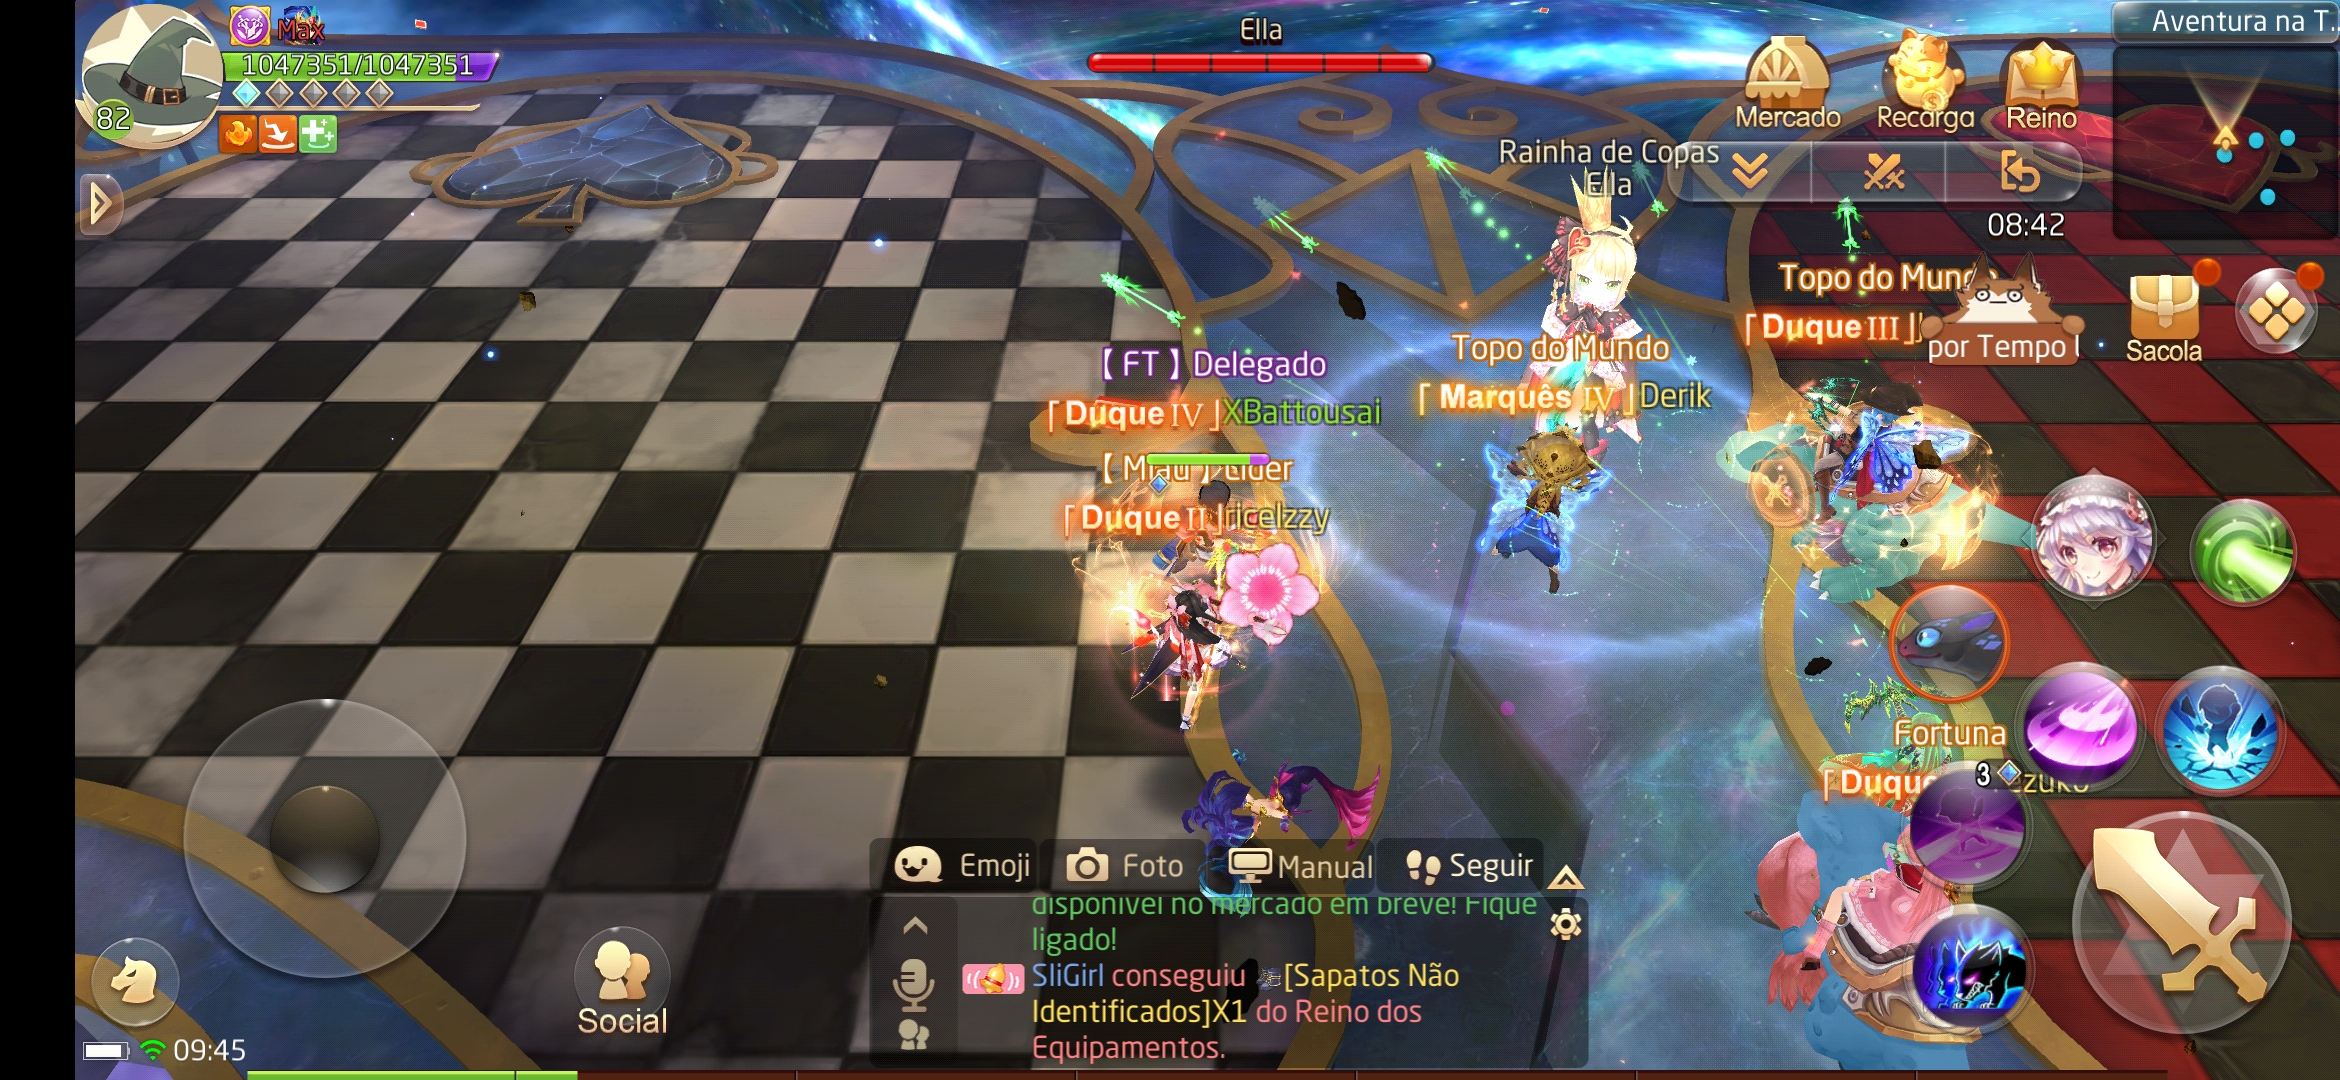 Max
1047351/1047351
82
Ella
Mercado
Recarga
Reino
Aventura na T..
Rainha de Copas
Ella
08:42
Topo do Mund
「Duque III」
por Tempo
Sacola
【 FT 】Delegado
「Duque IV」XBattousai
Topo do Mundo
「Marquês IV」Derik
【 Miau 】Líder
「Duque II」ricelzzy
Fortuna
「Duque
3
Emoji
Foto
Manual
Seguir
disponível no mercado em breve! Fique
ligado!
SliGirl conseguiu [Sapatos Não
Identificados]X1 do Reino dos
Equipamentos.
Social
09:45